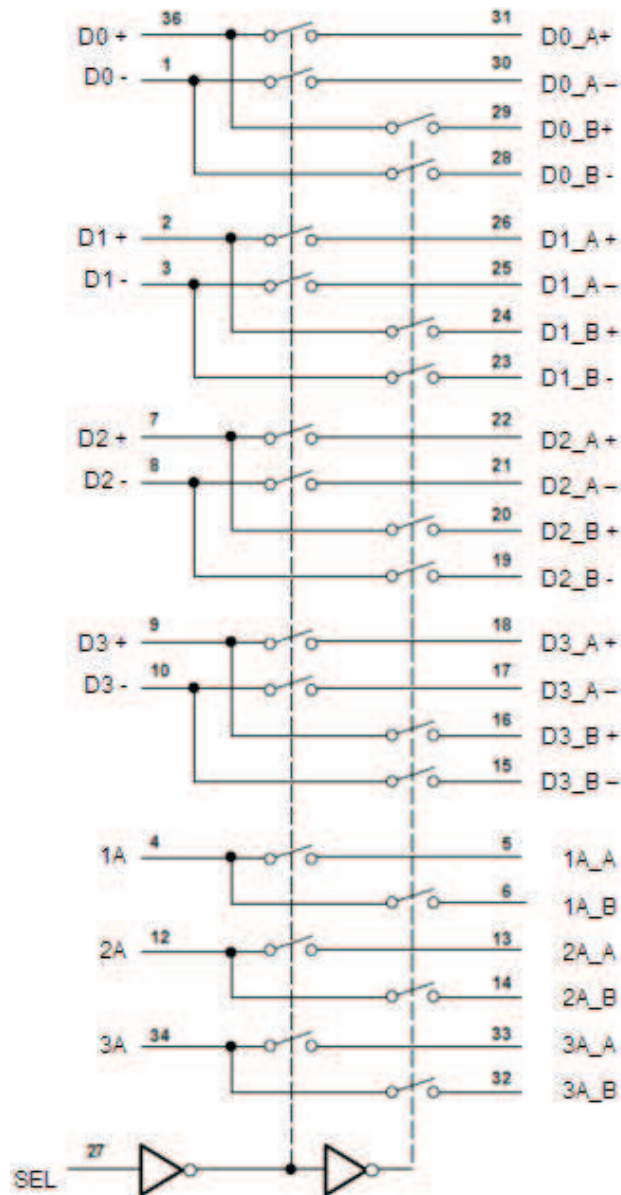 D0 + 36 31 D0_A+
D0 - 1 30 D0_A–
29 D0_B+
28 D0_B -
D1 + 2 26 D1_A +
D1 - 3 25 D1_A –
24 D1_B +
23 D1_B -
D2 + 7 22 D2_A +
D2 - 8 21 D2_A –
20 D2_B +
19 D2_B -
D3 + 9 18 D3_A +
D3 - 10 17 D3_A –
16 D3_B +
15 D3_B –
1A 4 5 1A_A
6 1A_B
2A 12 13 2A_A
14 2A_B
3A 34 33 3A_A
32 3A_B
SEL 27